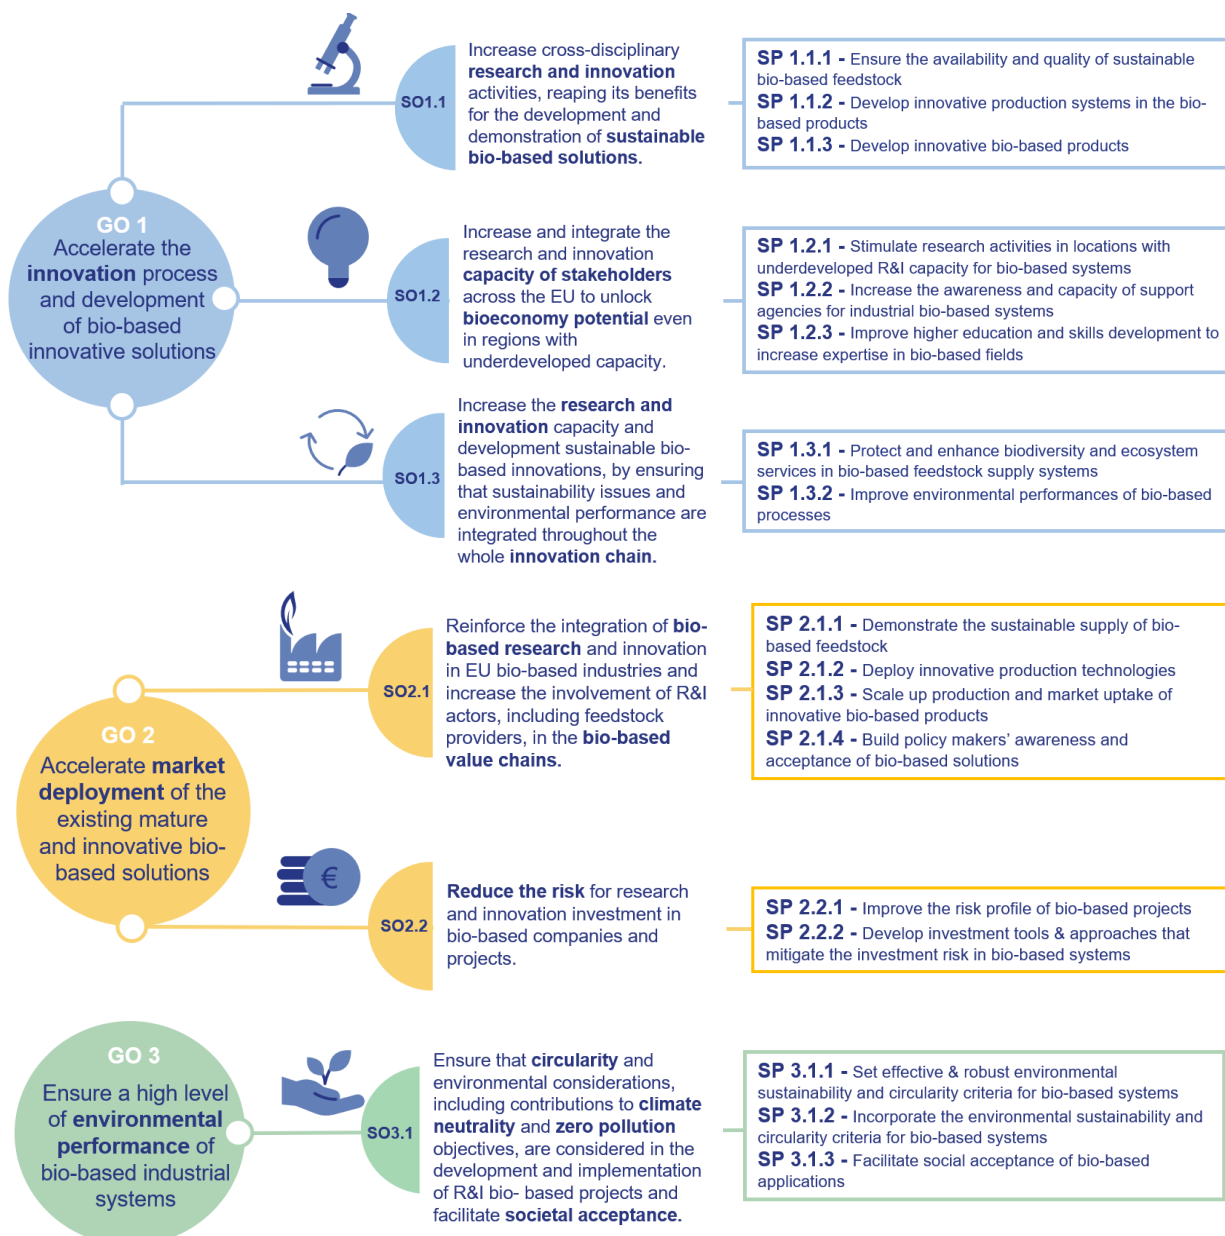 GO 1
Accelerate the
innovation process
and development
of bio-based
innovative solutions
SO1.1
Increase cross-disciplinary
research and innovation
activities, reaping its benefits
for the development and
demonstration of sustainable
bio-based solutions.
SP 1.1.1 - Ensure the availability and quality of sustainable
bio-based feedstock
SP 1.1.2 - Develop innovative production systems in the bio-
based products
SP 1.1.3 - Develop innovative bio-based products
SO1.2
Increase and integrate the
research and innovation
capacity of stakeholders
across the EU to unlock
bioeconomy potential even
in regions with
underdeveloped capacity.
SP 1.2.1 - Stimulate research activities in locations with
underdeveloped R&I capacity for bio-based systems
SP 1.2.2 - Increase the awareness and capacity of support
agencies for industrial bio-based systems
SP 1.2.3 - Improve higher education and skills development to
increase expertise in bio-based fields
SO1.3
Increase the research and
innovation capacity and
development sustainable bio-
based innovations, by ensuring
that sustainability issues and
environmental performance are
integrated throughout the
whole innovation chain.
SP 1.3.1 - Protect and enhance biodiversity and ecosystem
services in bio-based feedstock supply systems
SP 1.3.2 - Improve environmental performances of bio-based
processes
GO 2
Accelerate market
deployment of the
existing mature
and innovative bio-
based solutions
SO2.1
Reinforce the integration of bio-
based research and innovation
in EU bio-based industries and
increase the involvement of R&I
actors, including feedstock
providers, in the bio-based
value chains.
SP 2.1.1 - Demonstrate the sustainable supply of bio-
based feedstock
SP 2.1.2 - Deploy innovative production technologies
SP 2.1.3 - Scale up production and market uptake of
innovative bio-based products
SP 2.1.4 - Build policy makers' awareness and
acceptance of bio-based solutions
€
SO2.2
Reduce the risk for research
and innovation investment in
bio-based companies and
projects.
SP 2.2.1 - Improve the risk profile of bio-based projects
SP 2.2.2 - Develop investment tools & approaches that
mitigate the investment risk in bio-based systems
GO 3
Ensure a high level
of environmental
performance of
bio-based industrial
systems
SO3.1
Ensure that circularity and
environmental considerations,
including contributions to climate
neutrality and zero pollution
objectives, are considered in the
development and implementation
of R&I bio- based projects and
facilitate societal acceptance.
SP 3.1.1 - Set effective & robust environmental
sustainability and circularity criteria for bio-based systems
SP 3.1.2 - Incorporate the environmental sustainability and
circularity criteria for bio-based systems
SP 3.1.3 - Facilitate social acceptance of bio-based
applications